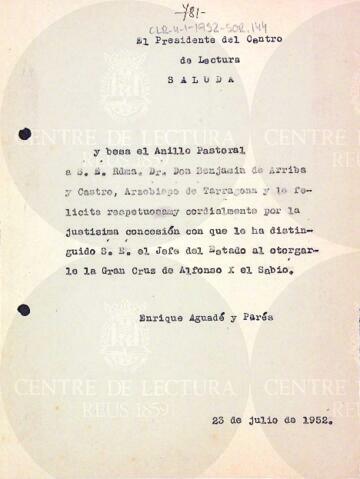 -781-
CLR-4-1-1952-SOR.144
El Presidente del Centro
de Lectura
SALUDA
y besa el Anillo Pastoral
a S. E. Rdma. Dr. Don Benjamin de Arriba
y Castro, Arzobispo de Tarragona y le fe-
licita respetuosamy cordialmente por la
justisima concesión con que le ha distin-
guido S. E. el Jefe del Estado al otorgar-
le la Gran Cruz de Alfonso X el Sabio.
Enrique Aguadé y Parés
23 de julio de 1952.
CENTRE DE LECTURA
REUS 1859
CENTRE DE LECTURA
CENTRE DE LECTURA
REUS 1859
CENTRE DE LECTURA
REUS 1859